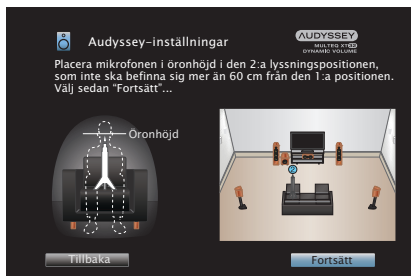 Audyssey-inställningar
AUDYSSEY
MULTEQ XT32
DYNAMIC VOLUME
Placera mikrofonen i öronhöjd i den 2:a lyssningspositionen,
som inte ska befinna sig mer än 60 cm från den 1:a positionen.
Välj sedan “Fortsätt”...
Öronhöjd
2
Tillbaka
Fortsätt